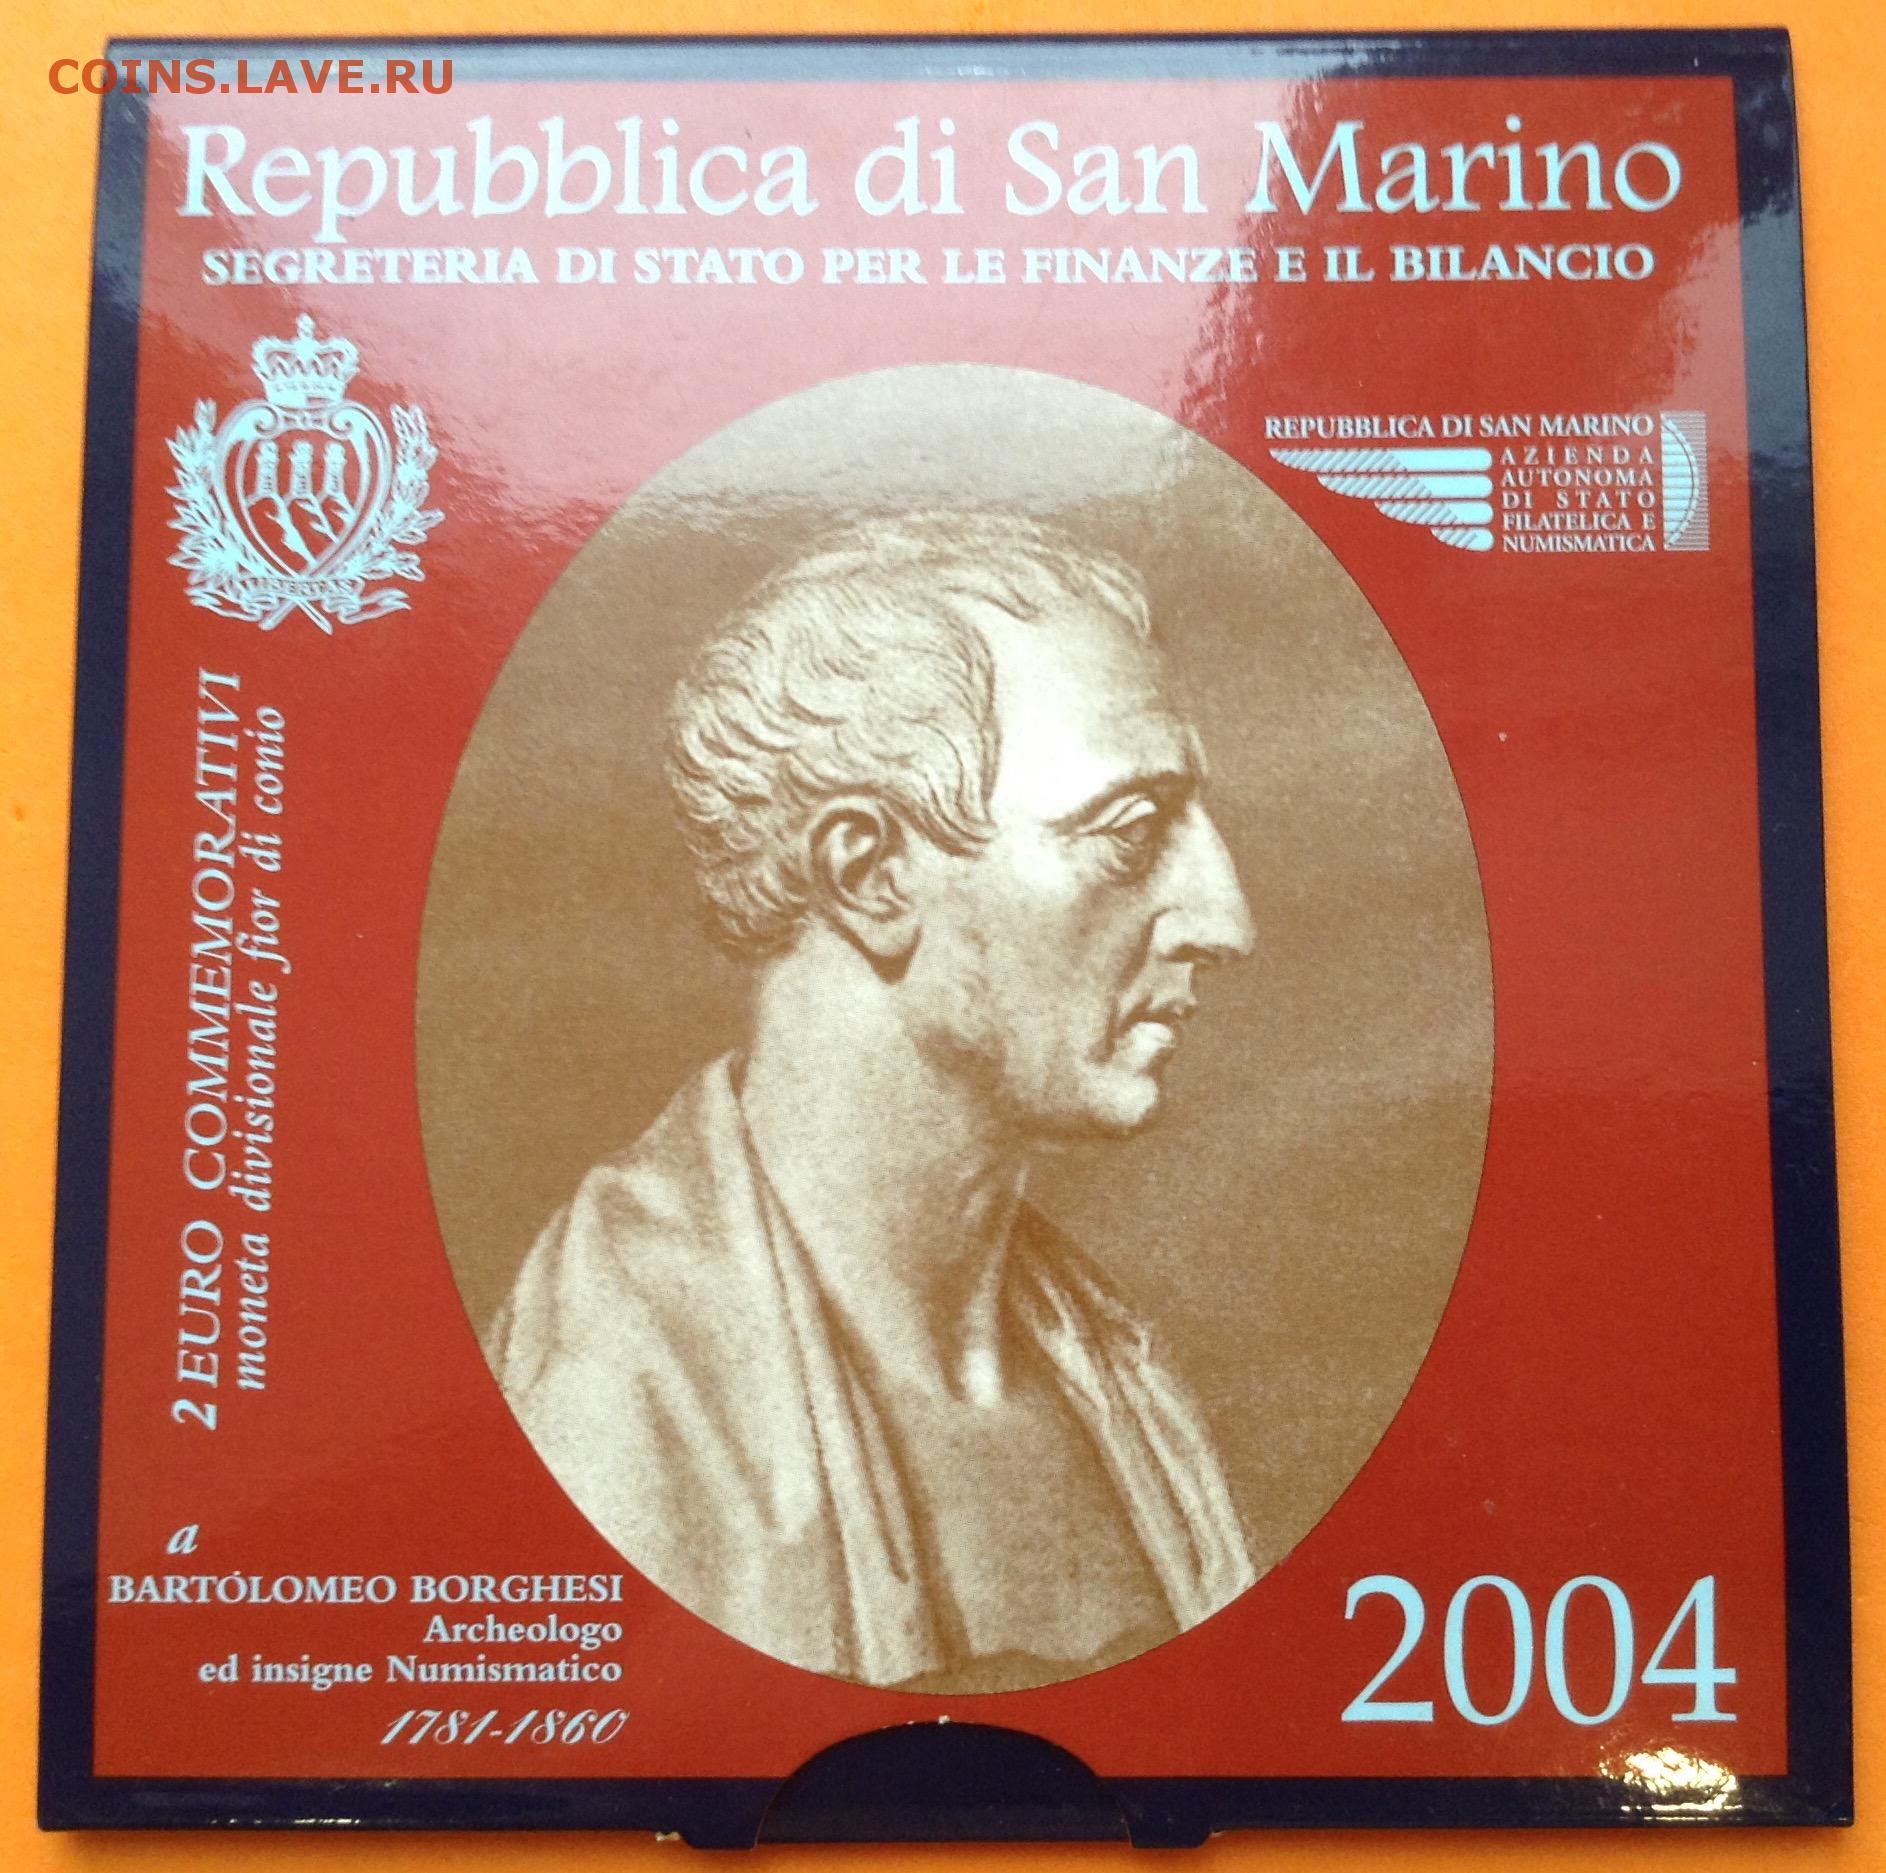 COINS.LAVE.RU
Repubblica di San Marino
SEGRETERIA DI STATO PER LE FINANZE E IL BILANCIO
LIBERTAS
REPUBBLICA DI SAN MARINO
AZIENDA
AUTONOMA
DI STATO
FILATELICA E
NUMISMATICA
2 EURO COMMEMORATIVI
moneta divisionale fior di conio
a
BARTÓLOMEO BORGHESI
Archeologo
ed insigne Numismatico
1781-1860
2004